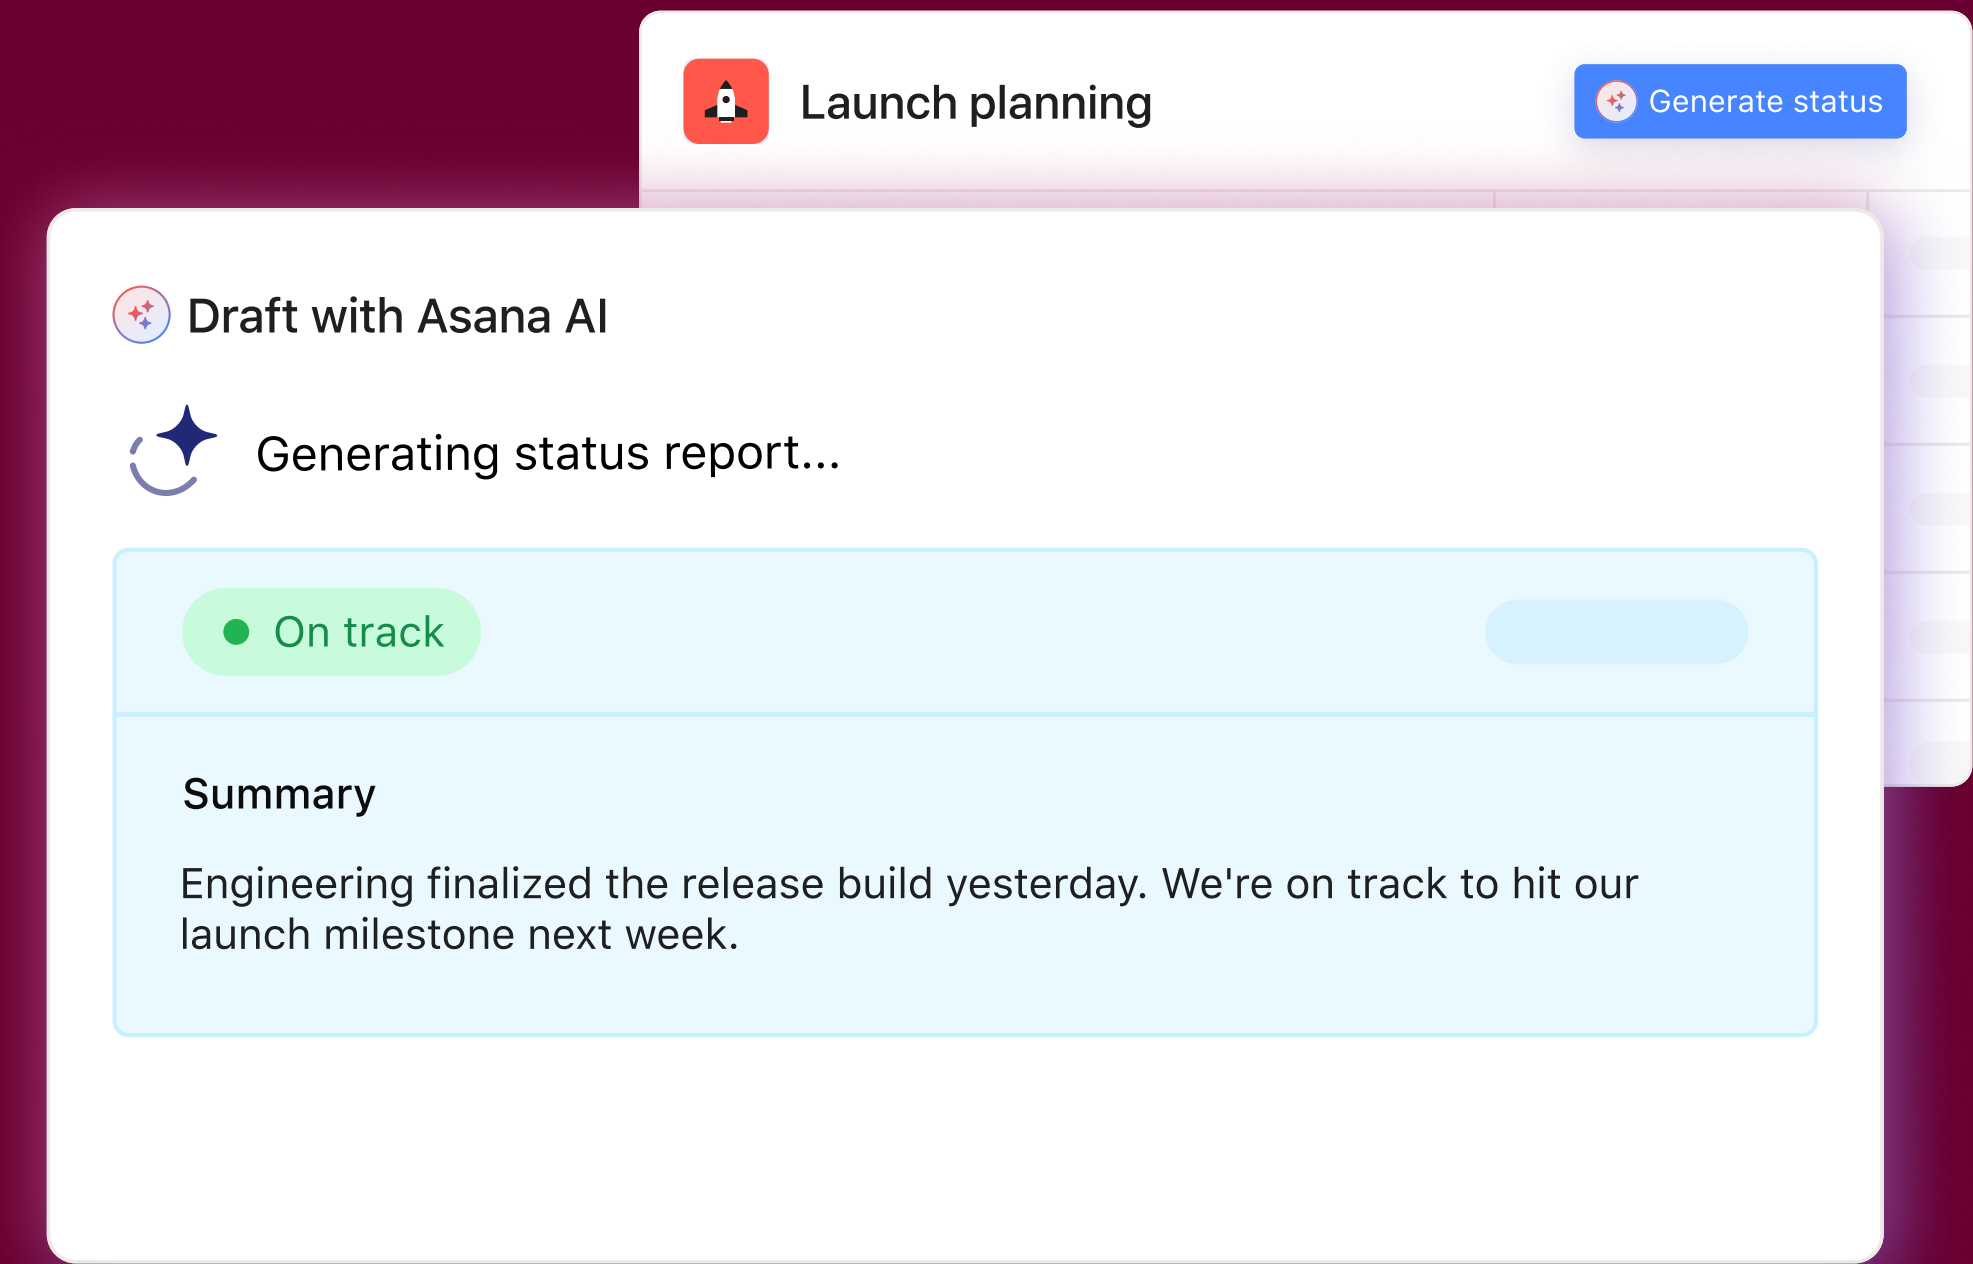 Launch planning
Generate status
Draft with Asana AI
Generating status report...
On track
Summary
Engineering finalized the release build yesterday. We're on track to hit our
launch milestone next week.